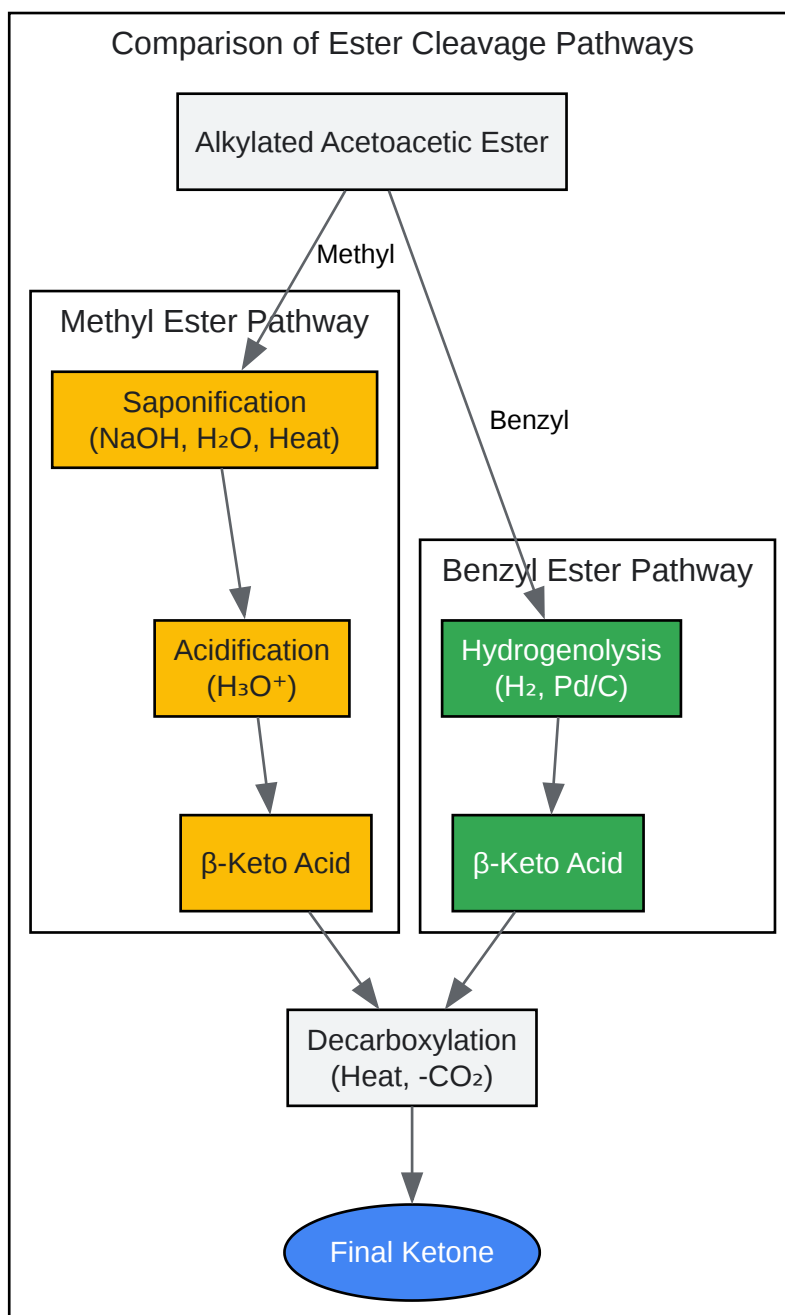 Comparison of Ester Cleavage Pathways
Alkylated Acetoacetic Ester
Methyl
Methyl Ester Pathway
Saponification
(NaOH, H₂O, Heat)
Benzyl
Benzyl Ester Pathway
Acidification
(H₃O⁺)
Hydrogenolysis
(H₂, Pd/C)
β-Keto Acid
β-Keto Acid
Decarboxylation
(Heat, -CO₂)
Final Ketone